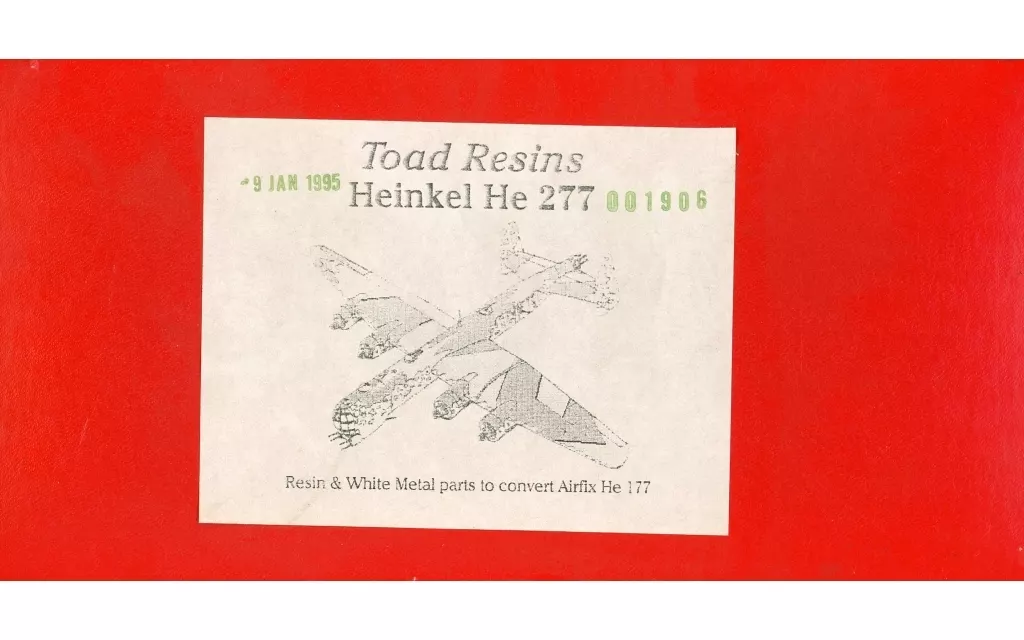 Toad Resins
-9 JAN 1995
Heinkel He 277
001906
Resin & White Metal parts to convert Airfix He 177